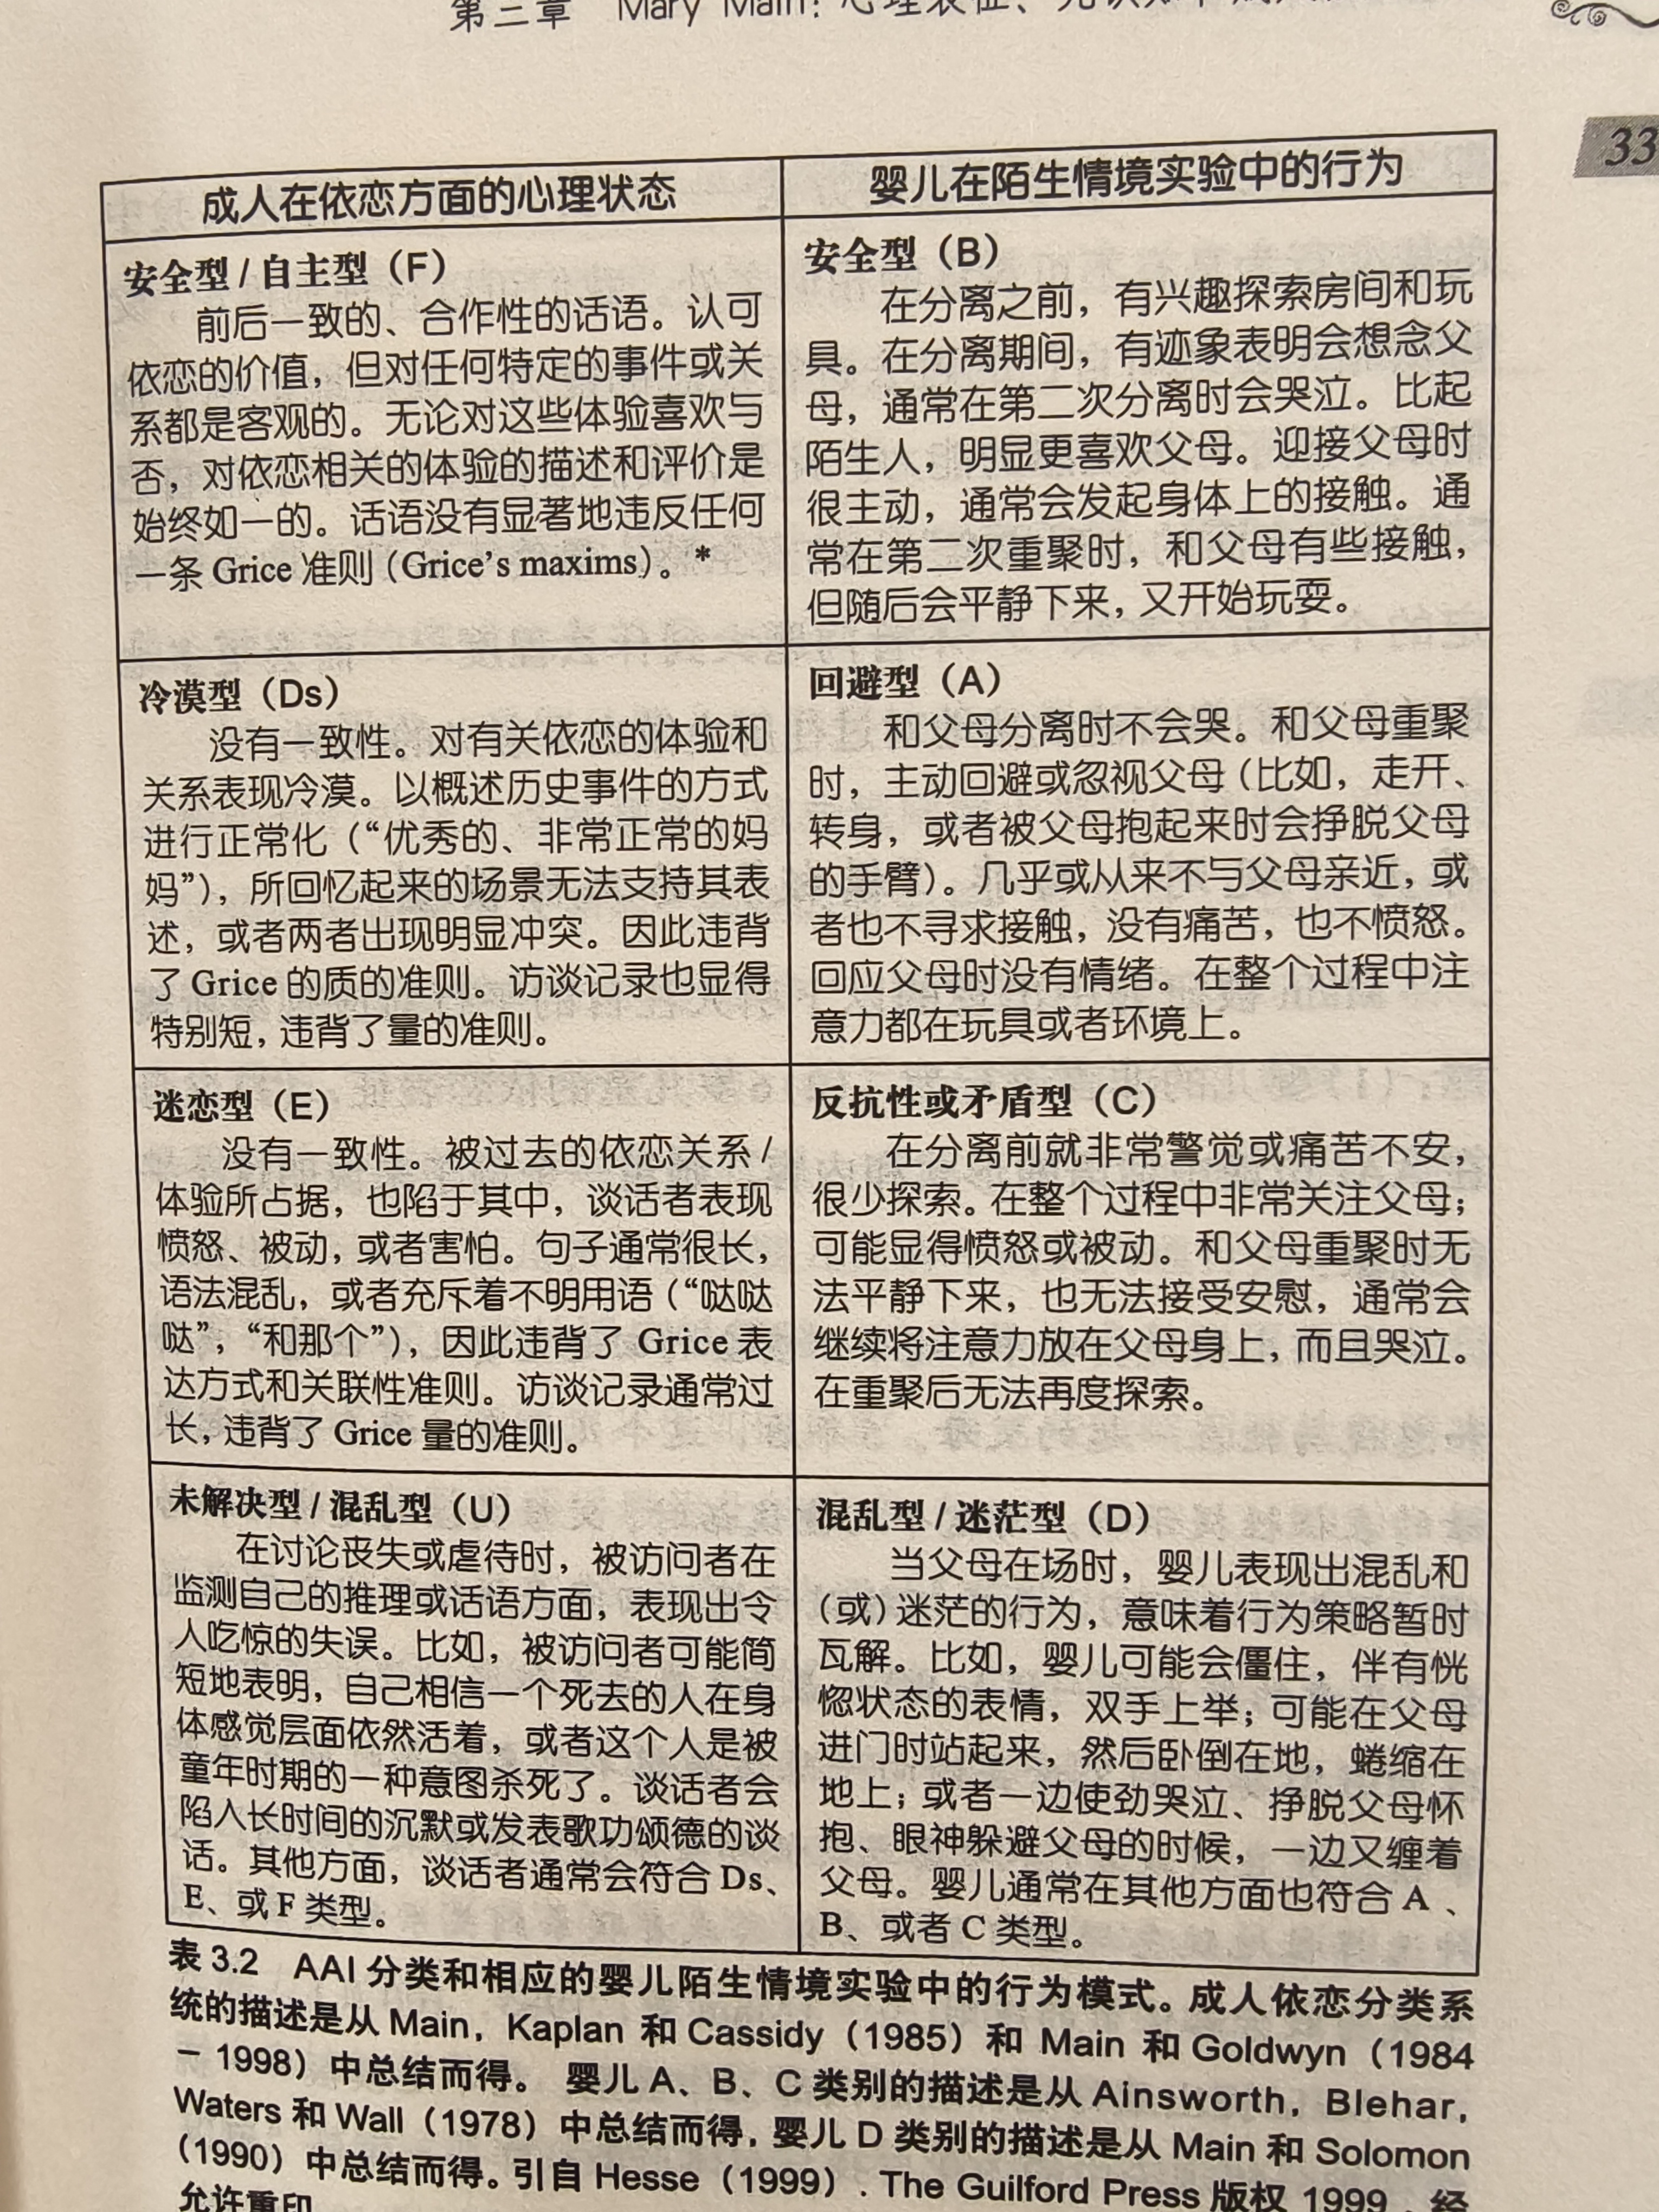 第三章 Mary Main：心理表征、元认知
33
成人在依恋方面的心理状态
婴儿在陌生情境实验中的行为
安全型 / 自主型（F）
前后一致的、合作性的话语。认可
依恋的价值，但对任何特定的事件或关
系都是客观的。无论对这些体验喜欢与
否，对依恋相关的体验的描述和评价是
始终如一的。话语没有显著地违反任何
一条 Grice 准则（Grice's maxims）。*
安全型（B）
在分离之前，有兴趣探索房间和玩
具。在分离期间，有迹象表明会想念父
母，通常在第二次分离时会哭泣。比起
陌生人，明显更喜欢父母。迎接父母时
很主动，通常会发起身体上的接触。通
常在第二次重聚时，和父母有些接触，
但随后会平静下来，又开始玩耍。
冷漠型（Ds）
没有一致性。对有关依恋的体验和
关系表现冷漠。以概述历史事件的方式
进行正常化（“优秀的、非常正常的妈
妈”），所回忆起来的场景无法支持其表
述，或者两者出现明显冲突。因此违背
了 Grice 的质的准则。访谈记录也显得
特别短，违背了量的准则。
回避型（A）
和父母分离时不会哭。和父母重聚
时，主动回避或忽视父母（比如，走开、
转身，或者被父母抱起来时会挣脱父母
的手臂）。几乎或从来不与父母亲近，或
者也不寻求接触，没有痛苦，也不愤怒。
回应父母时没有情绪。在整个过程中注
意力都在玩具或者环境上。
迷恋型（E）
没有一致性。被过去的依恋关系 /
体验所占据，也陷于其中，谈话者表现
愤怒、被动，或者害怕。句子通常很长，
语法混乱，或者充斥着不明用语（“哒哒
哒”，“和那个”），因此违背了 Grice 表
达方式和关联性准则。访谈记录通常过
长，违背了 Grice 量的准则。
反抗性或矛盾型（C）
在分离前就非常警觉或痛苦不安，
很少探索。在整个过程中非常关注父母；
可能显得愤怒或被动。和父母重聚时无
法平静下来，也无法接受安慰，通常会
继续将注意力放在父母身上，而且哭泣。
在重聚后无法再度探索。
未解决型 / 混乱型（U）
在讨论丧失或虐待时，被访问者在
监测自己的推理或话语方面，表现出令
人吃惊的失误。比如，被访问者可能简
短地表明，自己相信一个死去的人在身
体感觉层面依然活着，或者这个人是被
童年时期的一种意图杀死了。谈话者会
陷入长时间的沉默或发表歌功颂德的谈
话。其他方面，谈话者通常会符合 Ds、
E、或 F 类型。
混乱型 / 迷茫型（D）
当父母在场时，婴儿表现出混乱和
（或）迷茫的行为，意味着行为策略暂时
瓦解。比如，婴儿可能会僵住，伴有恍
惚状态的表情，双手上举；可能在父母
进门时站起来，然后卧倒在地，蜷缩在
地上；或者一边使劲哭泣、挣脱父母怀
抱、眼神躲避父母的时候，一边又缠着
父母。婴儿通常在其他方面也符合 A 、
B、或者 C 类型。
表 3.2 AAI 分类和相应的婴儿陌生情境实验中的行为模式。成人依恋分类系
统的描述是从 Main，Kaplan 和 Cassidy（1985）和 Main 和 Goldwyn（1984
– 1998）中总结而得。 婴儿 A、B、C 类别的描述是从 Ainsworth，Blehar，
Waters 和 Wall（1978）中总结而得，婴儿 D 类别的描述是从 Main 和 Solomon
（1990）中总结而得。引自 Hesse（1999）. The Guilford Press 版权 1999 ，经
允许重印